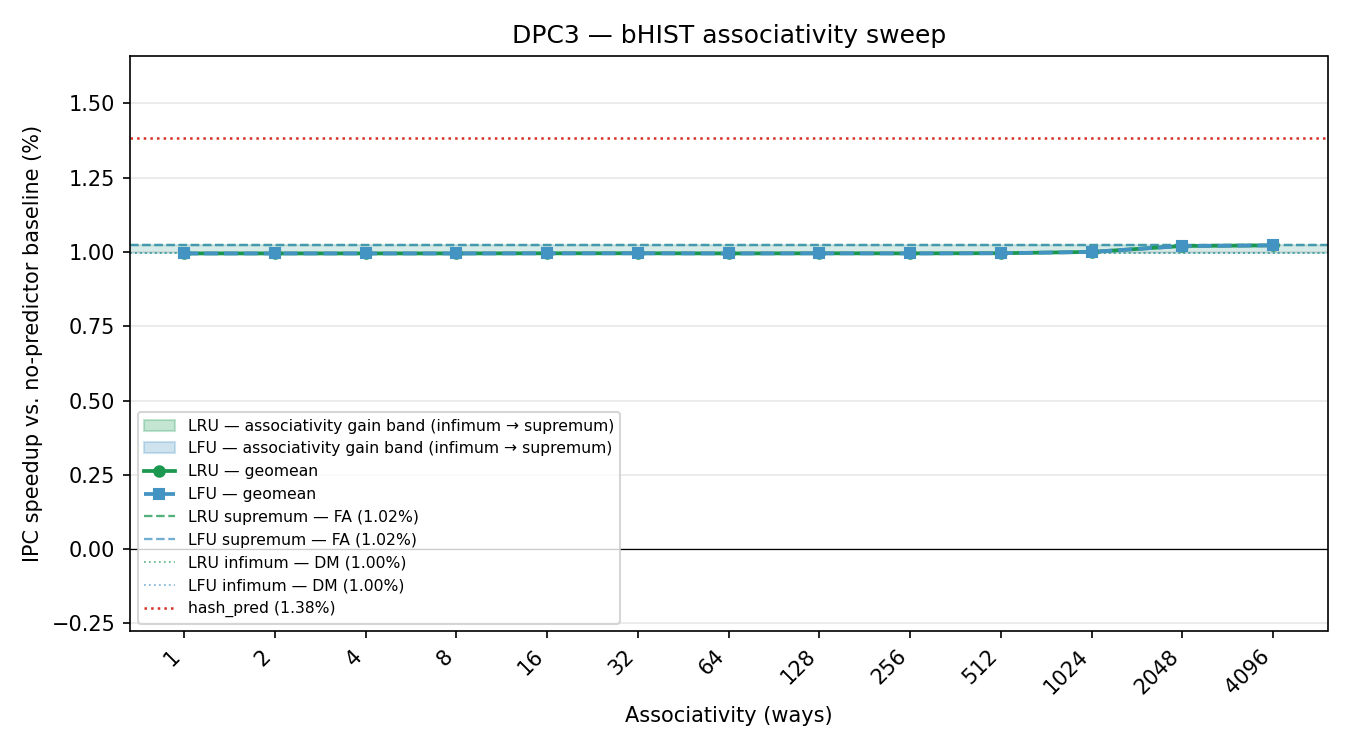 DPC3 — bHIST associativity sweep
IPC speedup vs. no-predictor baseline (%)
1.50
1.25
1.00
0.75
0.50
0.25
0.00
−0.25
LRU — associativity gain band (infimum → supremum)
LFU — associativity gain band (infimum → supremum)
LRU — geomean
LFU — geomean
LRU supremum — FA (1.02%)
LFU supremum — FA (1.02%)
LRU infimum — DM (1.00%)
LFU infimum — DM (1.00%)
hash_pred (1.38%)
1 2 4 8 16 32 64 128 256 512 1024 2048 4096
Associativity (ways)